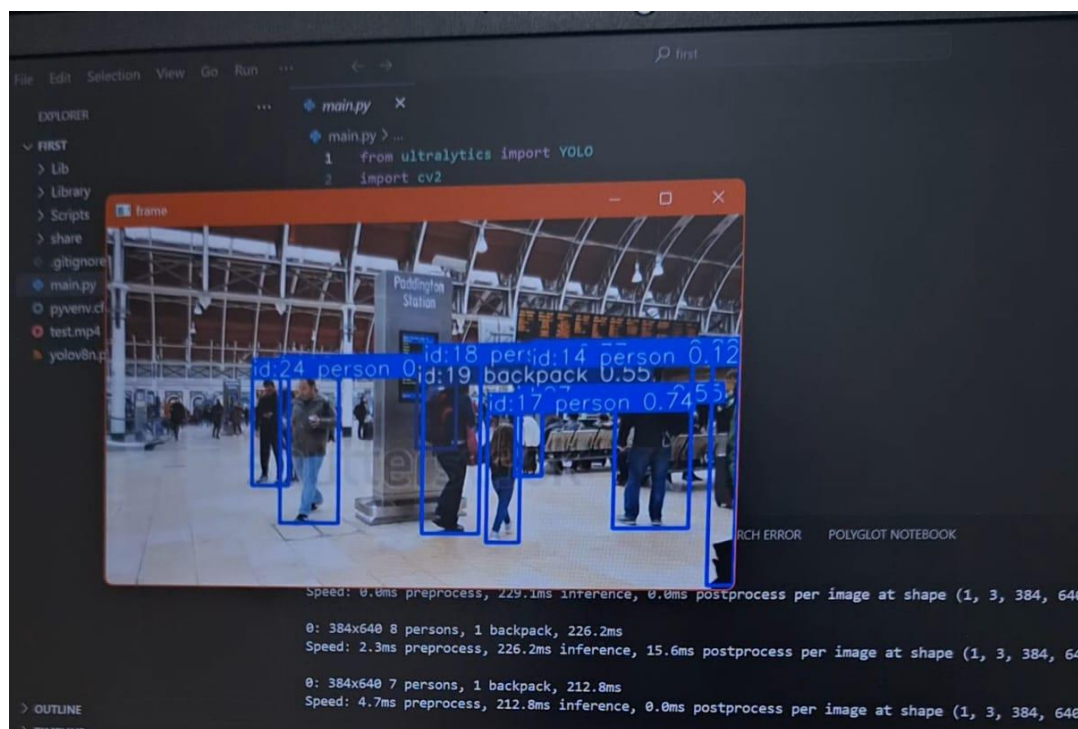 File Edit Selection View Go Run ...
first
EXPLORER
...
main.py
FIRST
Lib
Library
Scripts
share
.gitignore
main.py
pyvenv.cf
test.mp4
yolov8n.p
OUTLINE
main.py > ...
1 from ultralytics import YOLO
2 import cv2
frame
Paddington
Station
id:24 person 0
id:18 per
id:14 person 0.12
id:19 backpack 0.55
id:17 person 0.74
RCH ERROR POLYGLOT NOTEBOOK
Speed: 0.0ms preprocess, 229.1ms inference, 0.0ms postprocess per image at shape (1, 3, 384, 640
0: 384x640 8 persons, 1 backpack, 226.2ms
Speed: 2.3ms preprocess, 226.2ms inference, 15.6ms postprocess per image at shape (1, 3, 384, 64
0: 384x640 7 persons, 1 backpack, 212.8ms
Speed: 4.7ms preprocess, 212.8ms inference, 0.0ms postprocess per image at shape (1, 3, 384, 640